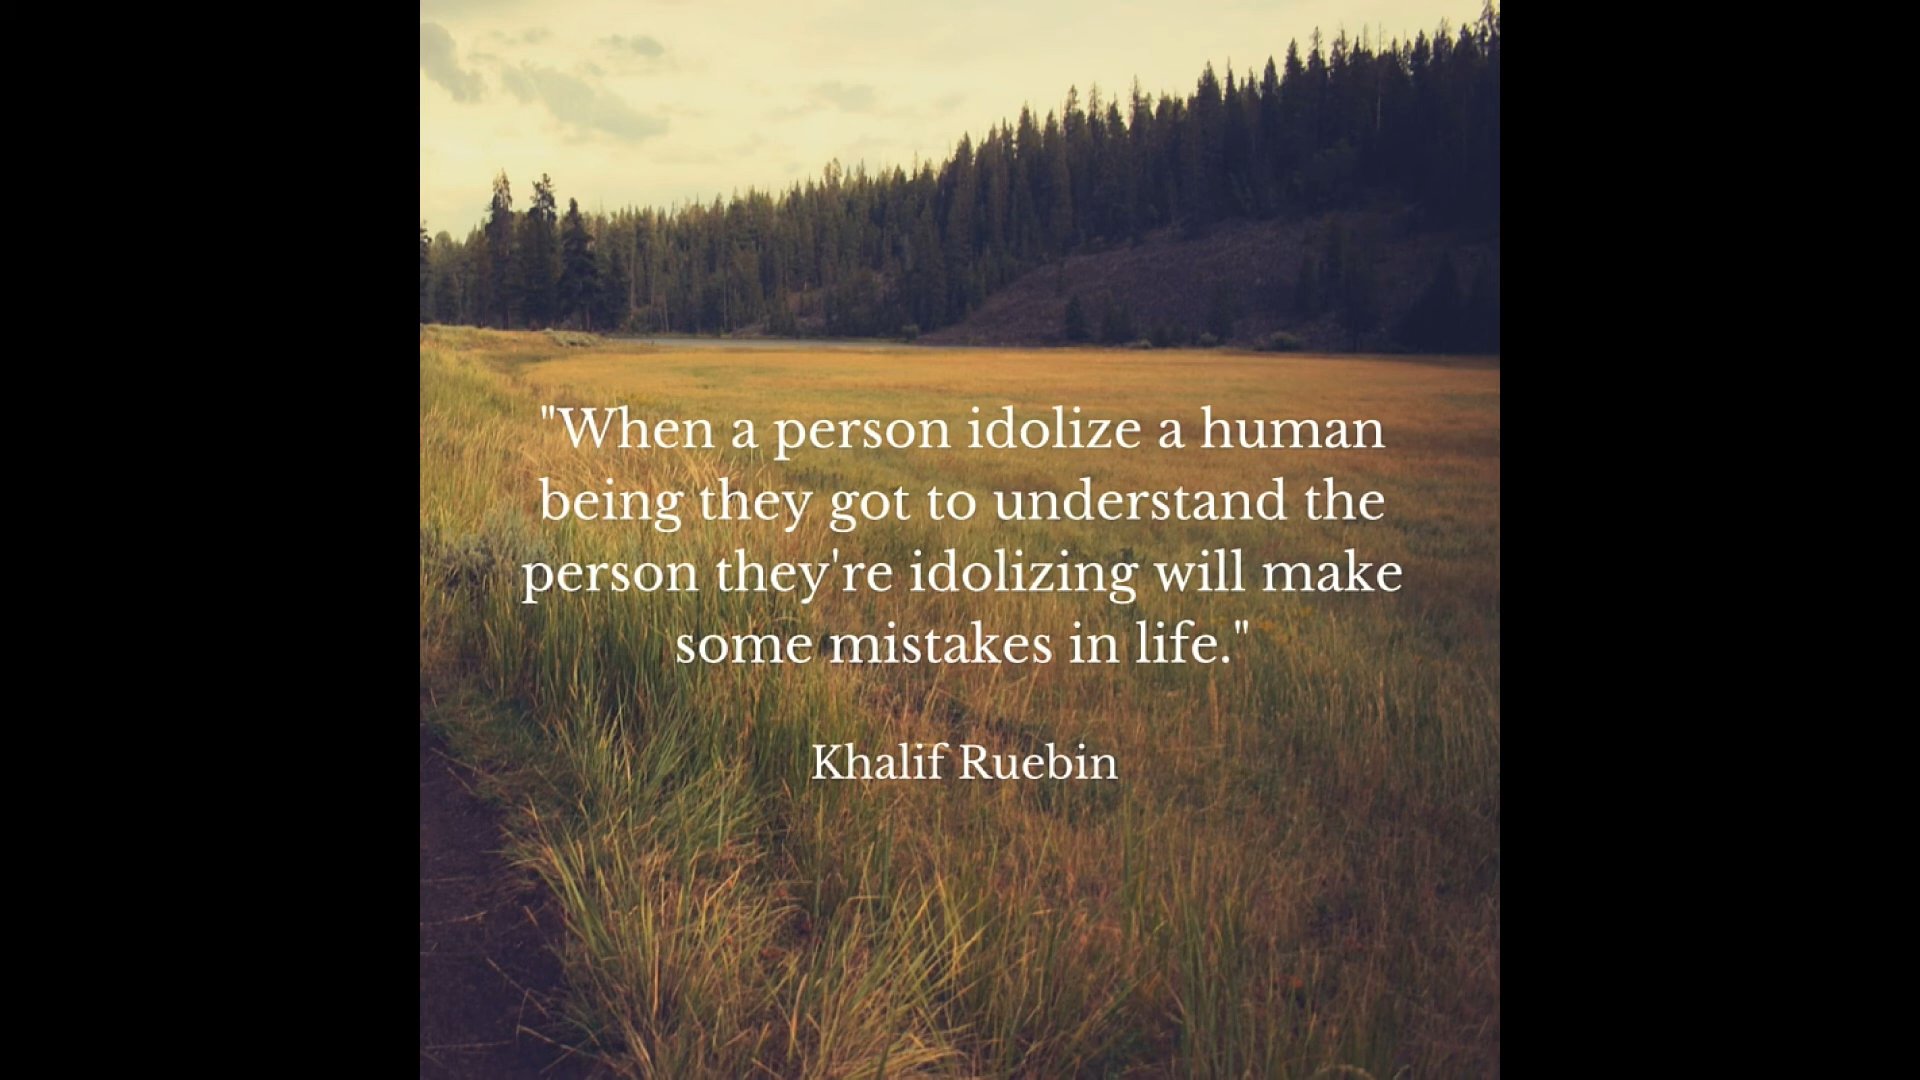 "When a person idolize a human
being they got to understand the
person they're idolizing will make
some mistakes in life."
Khalif Ruebin